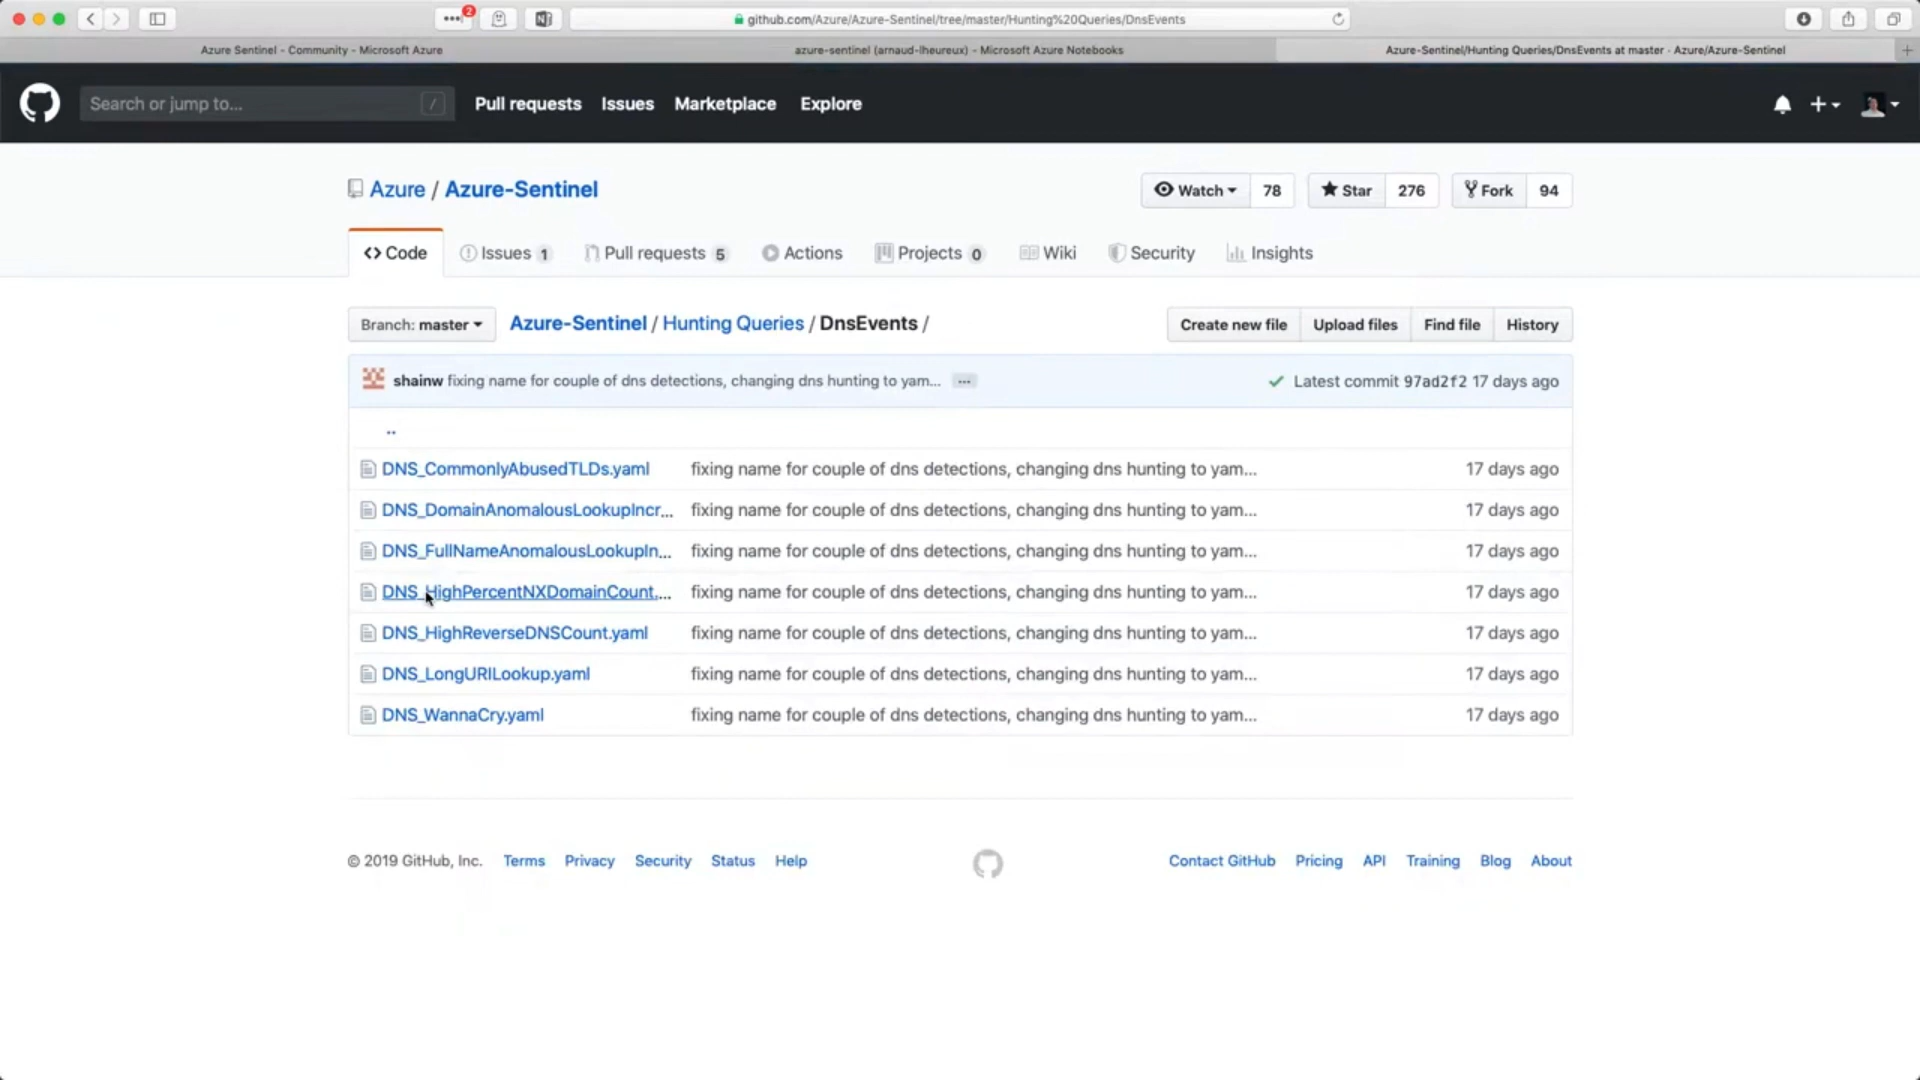 2
github.com/Azure/Azure-Sentinel/tree/master/Hunting%20Queries/DnsEvents
Azure Sentinel - Community - Microsoft Azure
azure-sentinel (arnaud-lheureux) - Microsoft Azure Notebooks
Azure-Sentinel/Hunting Queries/DnsEvents at master · Azure/Azure-Sentinel
Search or jump to... /
Pull requests Issues Marketplace Explore
Azure / Azure-Sentinel
Watch 78 Star 276 Fork 94
Code Issues 1 Pull requests 5 Actions Projects 0 Wiki Security Insights
Branch: master Azure-Sentinel / Hunting Queries / DnsEvents / Create new file Upload files Find file History
shainw fixing name for couple of dns detections, changing dns hunting to yam... ... Latest commit 97ad2f2 17 days ago
..
DNS_CommonlyAbusedTLDs.yaml fixing name for couple of dns detections, changing dns hunting to yam... 17 days ago
DNS_DomainAnomalousLookupIncr... fixing name for couple of dns detections, changing dns hunting to yam... 17 days ago
DNS_FullNameAnomalousLookupIn... fixing name for couple of dns detections, changing dns hunting to yam... 17 days ago
DNS_HighPercentNXDomainCount.... fixing name for couple of dns detections, changing dns hunting to yam... 17 days ago
DNS_HighReverseDNSCount.yaml fixing name for couple of dns detections, changing dns hunting to yam... 17 days ago
DNS_LongURILookup.yaml fixing name for couple of dns detections, changing dns hunting to yam... 17 days ago
DNS_WannaCry.yaml fixing name for couple of dns detections, changing dns hunting to yam... 17 days ago
© 2019 GitHub, Inc. Terms Privacy Security Status Help Contact GitHub Pricing API Training Blog About